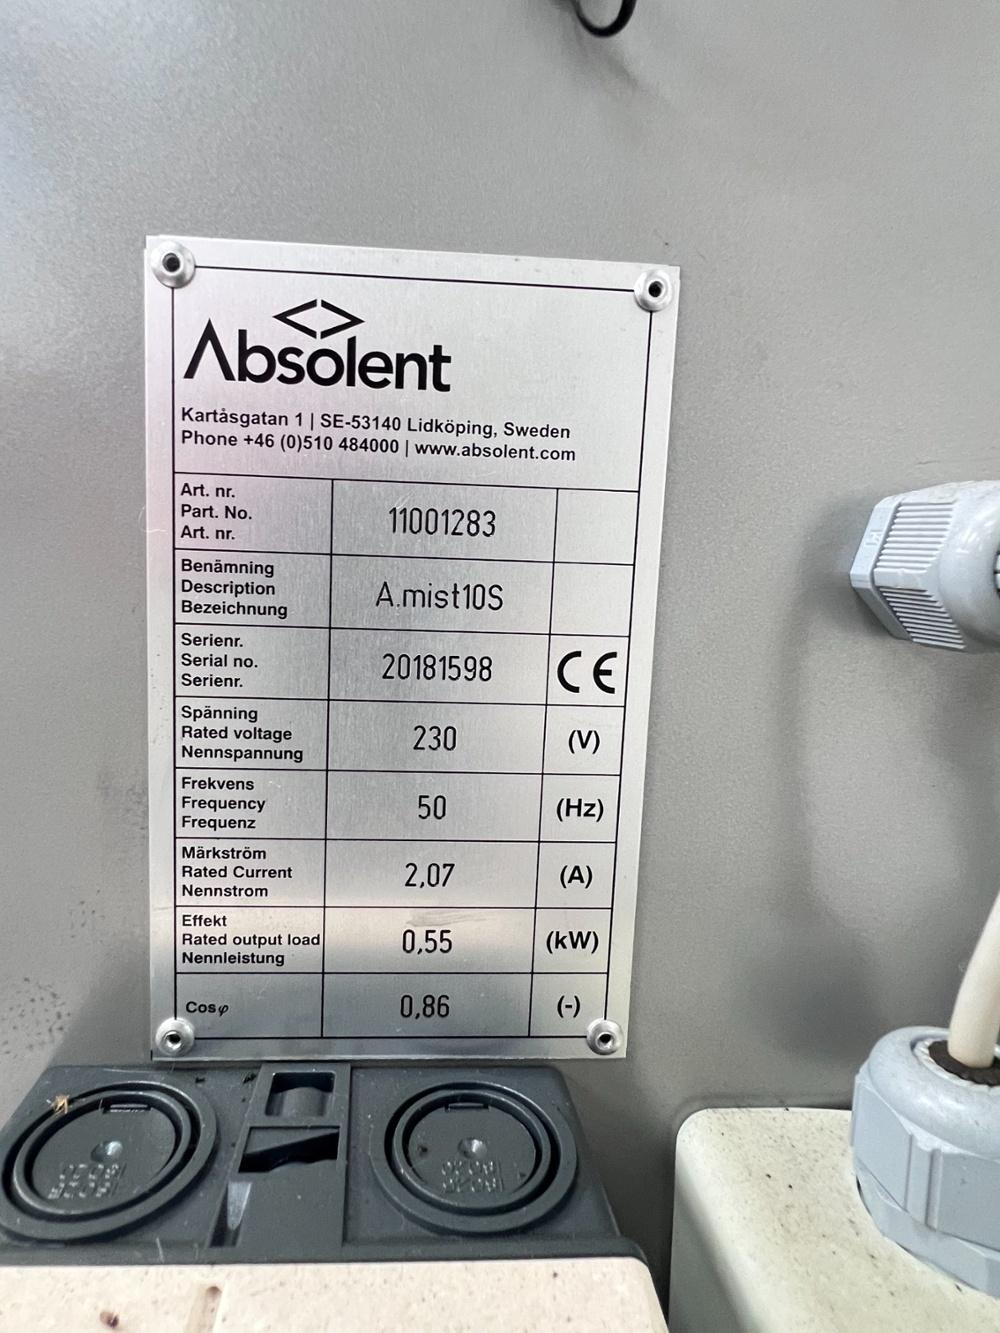 Absolent
Kartåsgatan 1 | SE-53140 Lidköping, Sweden
Phone +46 (0)510 484000 | www.absolent.com
Art. nr.
Part. No.
Art. nr.
11001283
Benämning
Description
Bezeichnung
A.mist10S
Serienr.
Serial no.
Serienr.
20181598
CE
Spänning
Rated voltage
Nennspannung
230
(V)
Frekvens
Frequency
Frequenz
50
(Hz)
Märkström
Rated Current
Nennstrom
2,07
(A)
Effekt
Rated output load
Nennleistung
0,55
(kW)
Cosφ
0,86
(-)